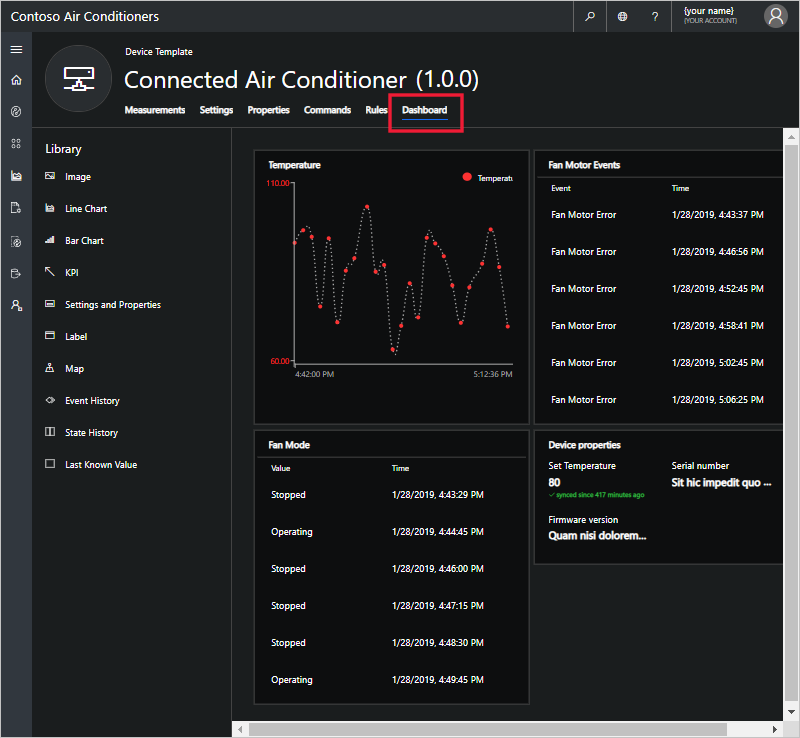 Contoso Air Conditioners
?
{your name}
{YOUR ACCOUNT}
Device Template
Connected Air Conditioner (1.0.0)
Measurements Settings Properties Commands Rules Dashboard
Library
Image
Line Chart
Bar Chart
KPI
Settings and Properties
Label
Map
Event History
State History
Last Known Value
Temperature
Temperatu
110.00
60.00
4:42:00 PM 5:12:36 PM
Fan Motor Events
Event Time
Fan Motor Error 1/28/2019, 4:43:37 PM
Fan Motor Error 1/28/2019, 4:46:56 PM
Fan Motor Error 1/28/2019, 4:52:45 PM
Fan Motor Error 1/28/2019, 4:58:41 PM
Fan Motor Error 1/28/2019, 5:02:45 PM
Fan Motor Error 1/28/2019, 5:06:25 PM
Fan Mode
Value Time
Stopped 1/28/2019, 4:43:29 PM
Operating 1/28/2019, 4:44:45 PM
Stopped 1/28/2019, 4:46:00 PM
Stopped 1/28/2019, 4:47:15 PM
Stopped 1/28/2019, 4:48:30 PM
Operating 1/28/2019, 4:49:45 PM
Device properties
Set Temperature Serial number
80 Sit hic impedit quo ...
synced since 417 minutes ago
Firmware version
Quam nisi dolorem...